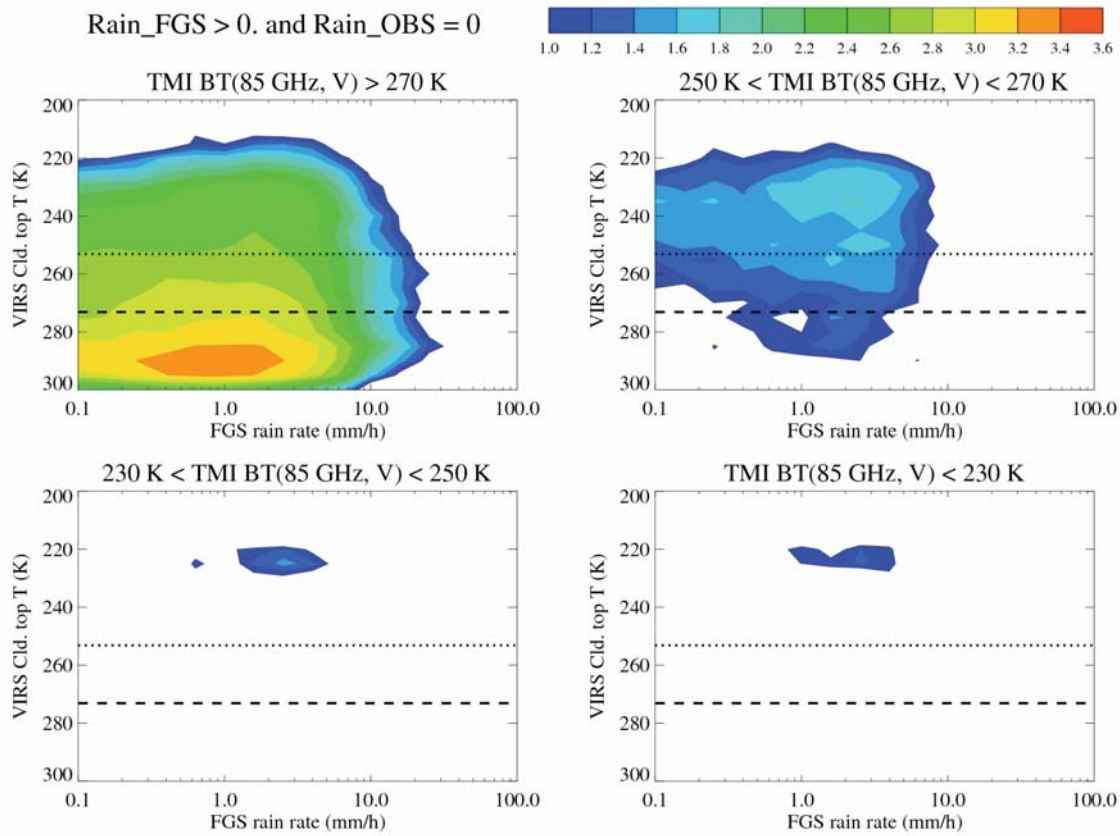 Rain_FGS > 0. and Rain_OBS = 0
1.0 1.2 1.4 1.6 1.8 2.0 2.2 2.4 2.6 2.8 3.0 3.2 3.4 3.6
TMI BT(85 GHz, V) > 270 K
VIRS Cld. top T (K)
200
220
240
260
280
300
0.1 1.0 10.0 100.0
FGS rain rate (mm/h)
250 K < TMI BT(85 GHz, V) < 270 K
VIRS Cld. top T (K)
200
220
240
260
280
300
0.1 1.0 10.0 100.0
FGS rain rate (mm/h)
230 K < TMI BT(85 GHz, V) < 250 K
VIRS Cld. top T (K)
200
220
240
260
280
300
0.1 1.0 10.0 100.0
FGS rain rate (mm/h)
TMI BT(85 GHz, V) < 230 K
VIRS Cld. top T (K)
200
220
240
260
280
300
0.1 1.0 10.0 100.0
FGS rain rate (mm/h)